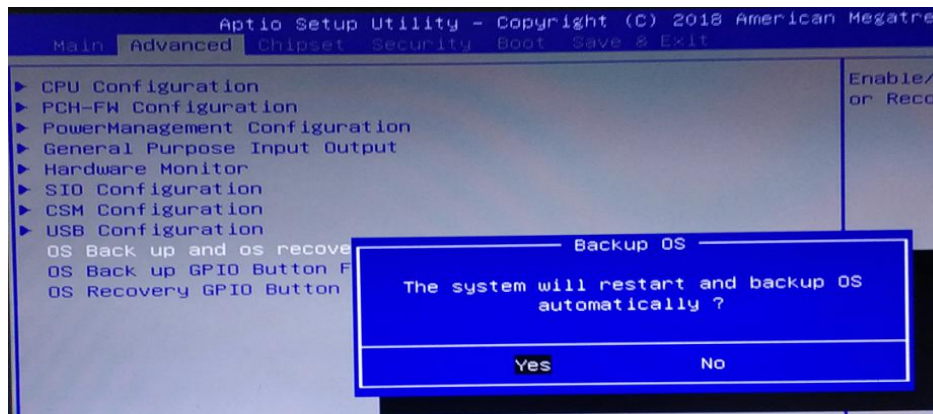 Aptio Setup Utility – Copyright (C) 2018 American Megatre
Main Advanced Chipset Security Boot Save & Exit
CPU Configuration
PCH-FW Configuration
PowerManagement Configuration
General Purpose Input Output
Hardware Monitor
SIO Configuration
CSM Configuration
USB Configuration
OS Back up and os recove
OS Back up GPIO Button F
OS Recovery GPIO Button
Enable/
or Reco
Backup OS
The system will restart and backup OS
automatically ?
Yes No